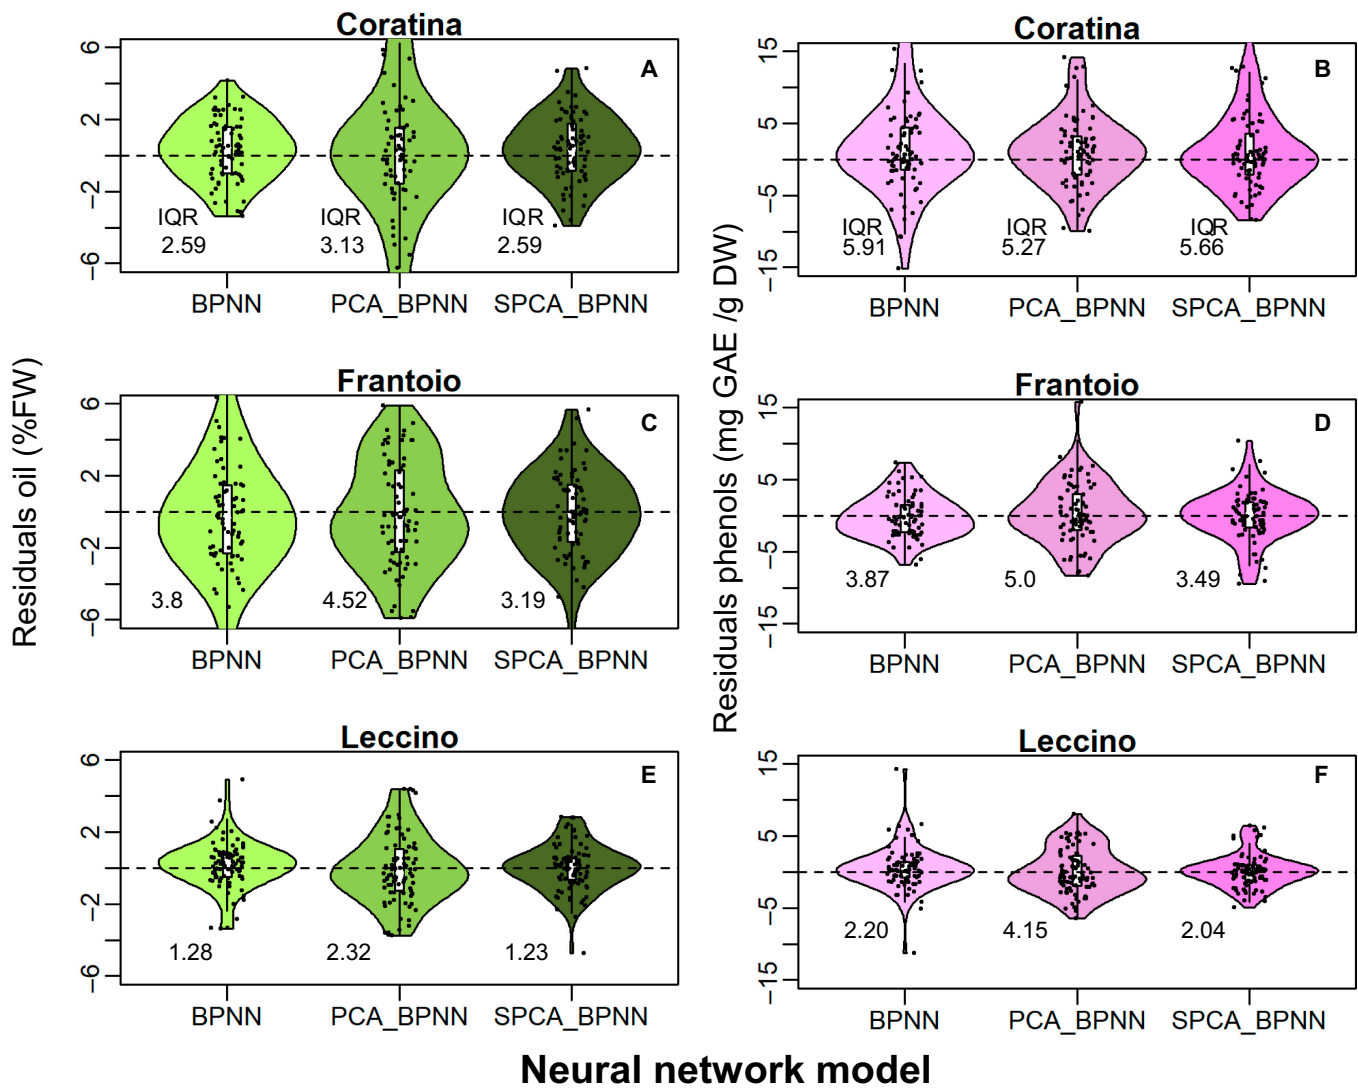 Coratina
A
6
2
−2
−6
IQR
2.59
IQR
3.13
IQR
2.59
BPNN
PCA_BPNN
SPCA_BPNN
Coratina
B
15
5
−5
−15
IQR
5.91
IQR
5.27
IQR
5.66
BPNN
PCA_BPNN
SPCA_BPNN
Residuals oil (%FW)
Residuals phenols (mg GAE /g DW)
Frantoio
C
6
2
−2
−6
3.8
4.52
3.19
BPNN
PCA_BPNN
SPCA_BPNN
Frantoio
D
15
5
−5
−15
3.87
5.0
3.49
BPNN
PCA_BPNN
SPCA_BPNN
Leccino
E
6
2
−2
−6
1.28
2.32
1.23
BPNN
PCA_BPNN
SPCA_BPNN
Leccino
F
15
5
−5
−15
2.20
4.15
2.04
BPNN
PCA_BPNN
SPCA_BPNN
Neural network model